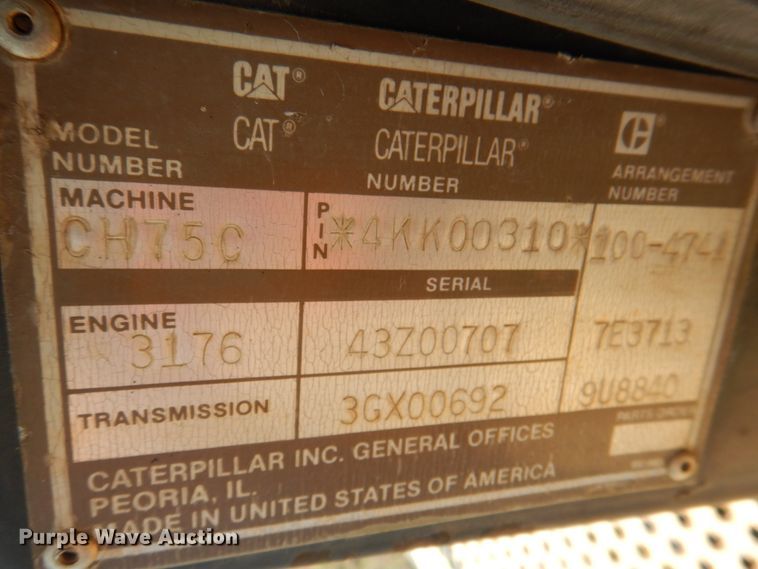 CAT® CATERPILLAR®
CAT® CATERPILLAR® C®
MODEL NUMBER NUMBER ARRANGEMENT NUMBER
MACHINE CH75C PIN *4KK00310* 100-4741
SERIAL
ENGINE 3176 43Z00707 7E3713
TRANSMISSION 3GX00692 9U8840
PARTS ORDER
CATERPILLAR INC. GENERAL OFFICES
PEORIA, IL.
MADE IN UNITED STATES OF AMERICA
Purple Wave Auction